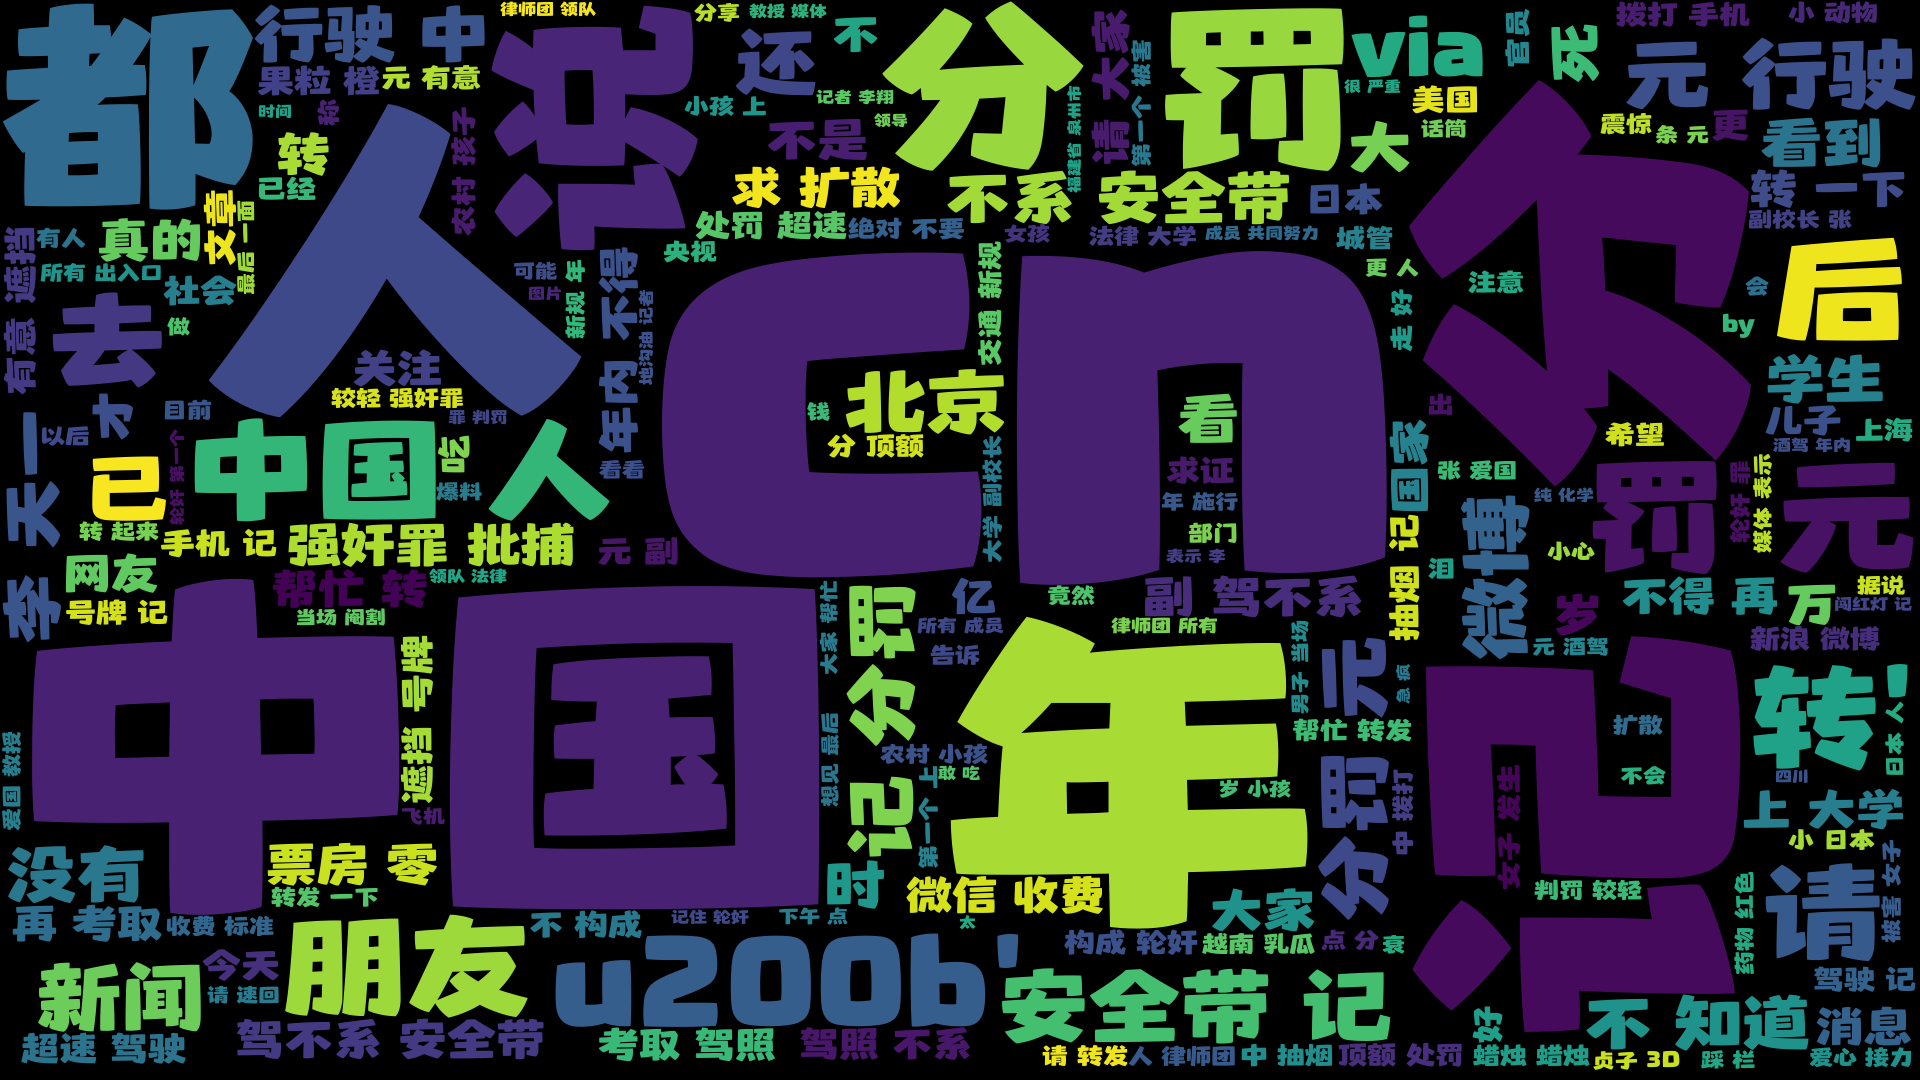 都
行驶 中
律师团 领队
记
分享 教授 媒体
不
还
分
罚
via
官员
死
拨打 手机
小 动物
元 行驶
果粒 橙
元 有意
时间
称
转
已经
人
孩子
农村
小孩 上
记者 李翔
领导
不是
请 大家
第一个 被害
福建省 泉州市
很 严重
美国
话筒
大
震惊
条 元
更
看到
转 一下
副校长 张
求 扩散
不系 安全带
日本
处罚 超速
绝对 不要
女孩
法律 大学
成员 共同努力
城管
央视
文章
最后 一面
真的
有人
所有 出入口
社会
有意 遮挡
去
做
可能
图片
新规 年
年内 不得
地沟油 记者
交通 新规
更 人
走 好
分
注意
会
by
后
cn
关注
较轻 强奸罪
罪 判罚
目前
才
以后
天一
李
已
轮奸 第一个
中国 人
吃
爆料
看看
钱
北京
分 顶额
看
求证
年 施行
部门
表示 李
大学 副校长
国家
出
希望
学生
儿子
酒驾 年内
上海
张 爱国
纯 化学
罚
轮奸 罪
媒体 表示
元
转 起来
手机 记
强奸罪 批捕
元 副
网友
号牌 记
帮忙 转
领队 法律
当场 阉割
抽烟 记
泪
微博
小心
岁
不得 再
万
据说
闯红灯 记
新浪 微博
元 酒驾
亿
竟然
副 驾不系
所有 成员
律师团 所有
告诉
大家 帮忙
分罚
记
中
国
遮挡 号牌
飞机
爱国 教授
想见 最后
农村 小孩
敢 吃
第一个 上
年
岁 小孩
男子 当场
元
急 疯
帮忙 转发
分罚
中 拨打
记
扩散
不会
女子 发生
转'
日本 人
四川
上 大学
小 日本
没有
票房 零
转发 一下
再 考取
收费 标准
不 构成
记住 轮奸
下午 点
时
微信 收费
太
大家
判罚 较轻
药物 红色
请
被害 女子
构成 轮奸
越南 乳瓜
点 分
衰
新闻
今天
请 速回
朋友
u200b'
安全带 记
好
不 知道
驾驶 记
消息
超速 驾驶
驾不系 安全带
考取 驾照
驾照 不系
请 转发
人 律师团
中 抽烟
顶额 处罚
蜡烛 蜡烛
贞子 3D
踩 栏
爱心 接力